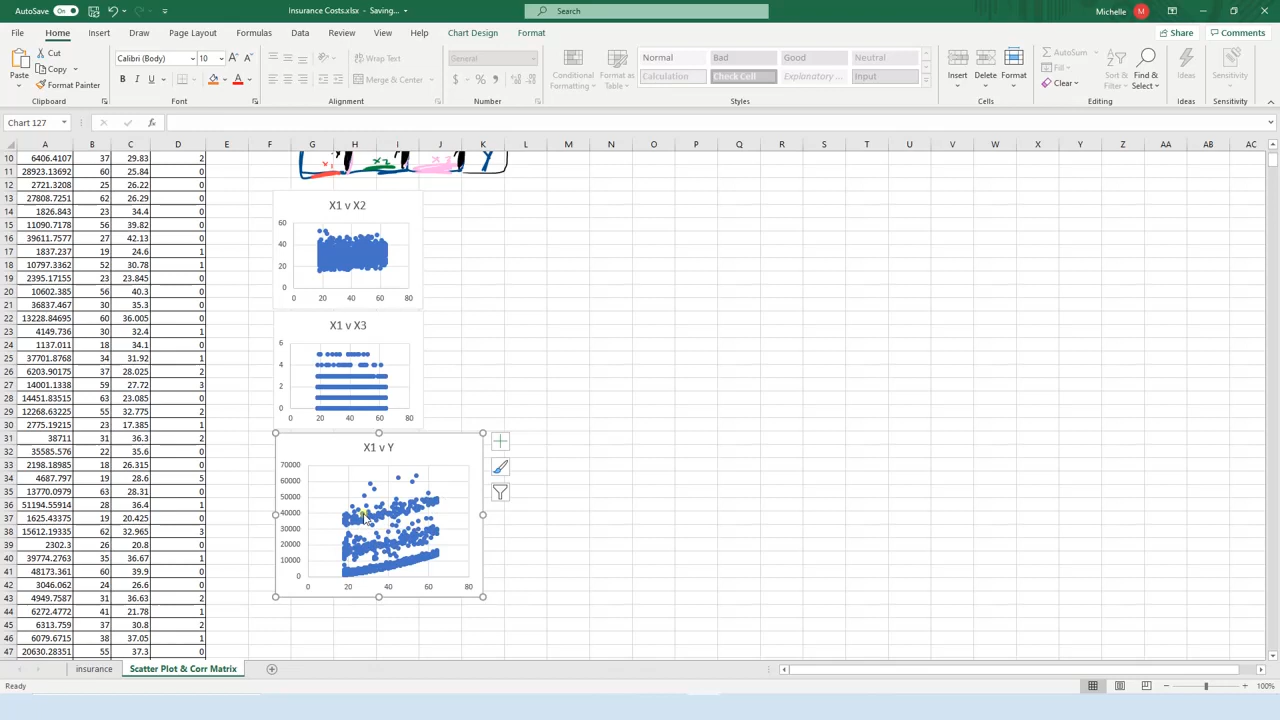 AutoSave On Insurance Costs.xlsx - Saving... Search Michelle M
File Home Insert Draw Page Layout Formulas Data Review View Help Chart Design Format Share Comments
Paste Cut Copy Format Painter
Calibri (Body) 10 A A B I U A
Wrap Text Merge & Center
General $ % ,
Conditional Formatting Format as Table
Normal Bad Good Neutral
Calculation Check Cell Explanatory ... Input
Insert Delete Format
AutoSum Fill Clear Sort & Filter Find & Select
Ideas Sensitivity
Clipboard Font Alignment Number Styles Cells Editing Ideas Sensitivity
Chart 127 fx
A B C D E F G H I J K L M N O P Q R S T U V W X Y Z AA AB AC
10 6406.4107 37 29.83 2
11 28923.13692 60 25.84 0
12 2721.3208 25 26.22 0
13 27808.7251 62 26.29 0
14 1826.843 23 34.4 0
15 11090.7178 56 39.82 0
16 39611.7577 27 42.13 0
17 1837.237 19 24.6 1
18 10797.3362 52 30.78 1
19 2395.17155 23 23.845 0
20 10602.385 56 40.3 0
21 36837.467 30 35.3 0
22 13228.84695 60 36.005 0
23 4149.736 30 32.4 1
24 1137.011 18 34.1 0
25 37701.8768 34 31.92 1
26 6203.90175 37 28.025 2
27 14001.1338 59 27.72 3
28 14451.83515 63 23.085 0
29 12268.63225 55 32.775 2
30 2775.19215 23 17.385 1
31 38711 31 36.3 2
32 35585.576 22 35.6 0
33 2198.18985 18 26.315 0
34 4687.797 19 28.6 5
35 13770.0979 63 28.31 0
36 51194.55914 28 36.4 1
37 1625.43375 19 20.425 0
38 15612.19335 62 32.965 3
39 2302.3 26 20.8 0
40 39774.2763 35 36.67 1
41 48173.361 60 39.9 0
42 3046.062 24 26.6 0
43 4949.7587 31 36.63 2
44 6272.4772 41 21.78 1
45 6313.759 37 30.8 2
46 6079.6715 38 37.05 1
47 20630.28351 55 37.3 0
x1 x2 x3 Y
X1 v X2
60
40
20
0
0 20 40 60 80
X1 v X3
6
4
2
0
0 20 40 60 80
X1 v Y
70000
60000
50000
40000
30000
20000
10000
0
0 20 40 60 80
insurance Scatter Plot & Corr Matrix
Ready 100%